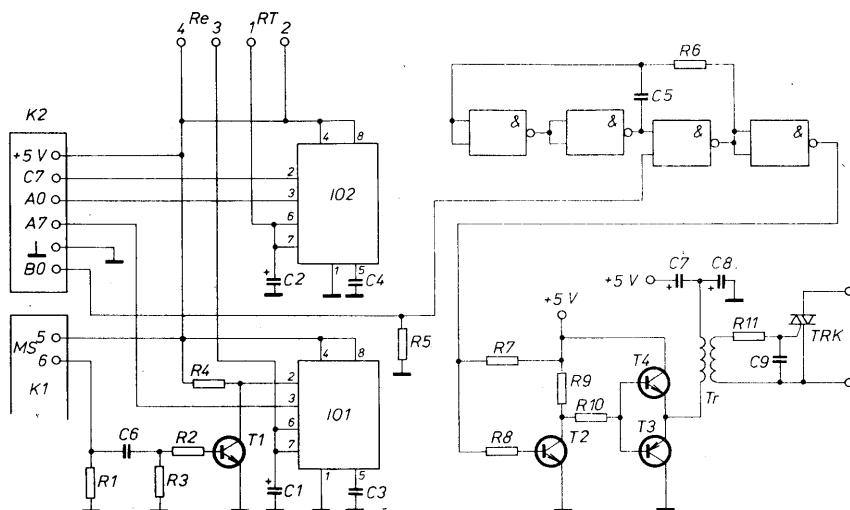 4 Re 3 1 RT 2
K2
+5 V
C7
A0
A7
⊥
B0
4 8
2
3
6
7
IO2
1 5
C2
C4
R5
MS 5
6
K1
R4
4 8
2
3
6
7
IO1
1 5
C6
R2
T1
R1
R3
C1
C3
R6
C5
&
&
&
&
C7
C8
+5 V
+5 V
R7
R9
R10
R8
T2
T4
T3
Tr
R11
C9
TRK